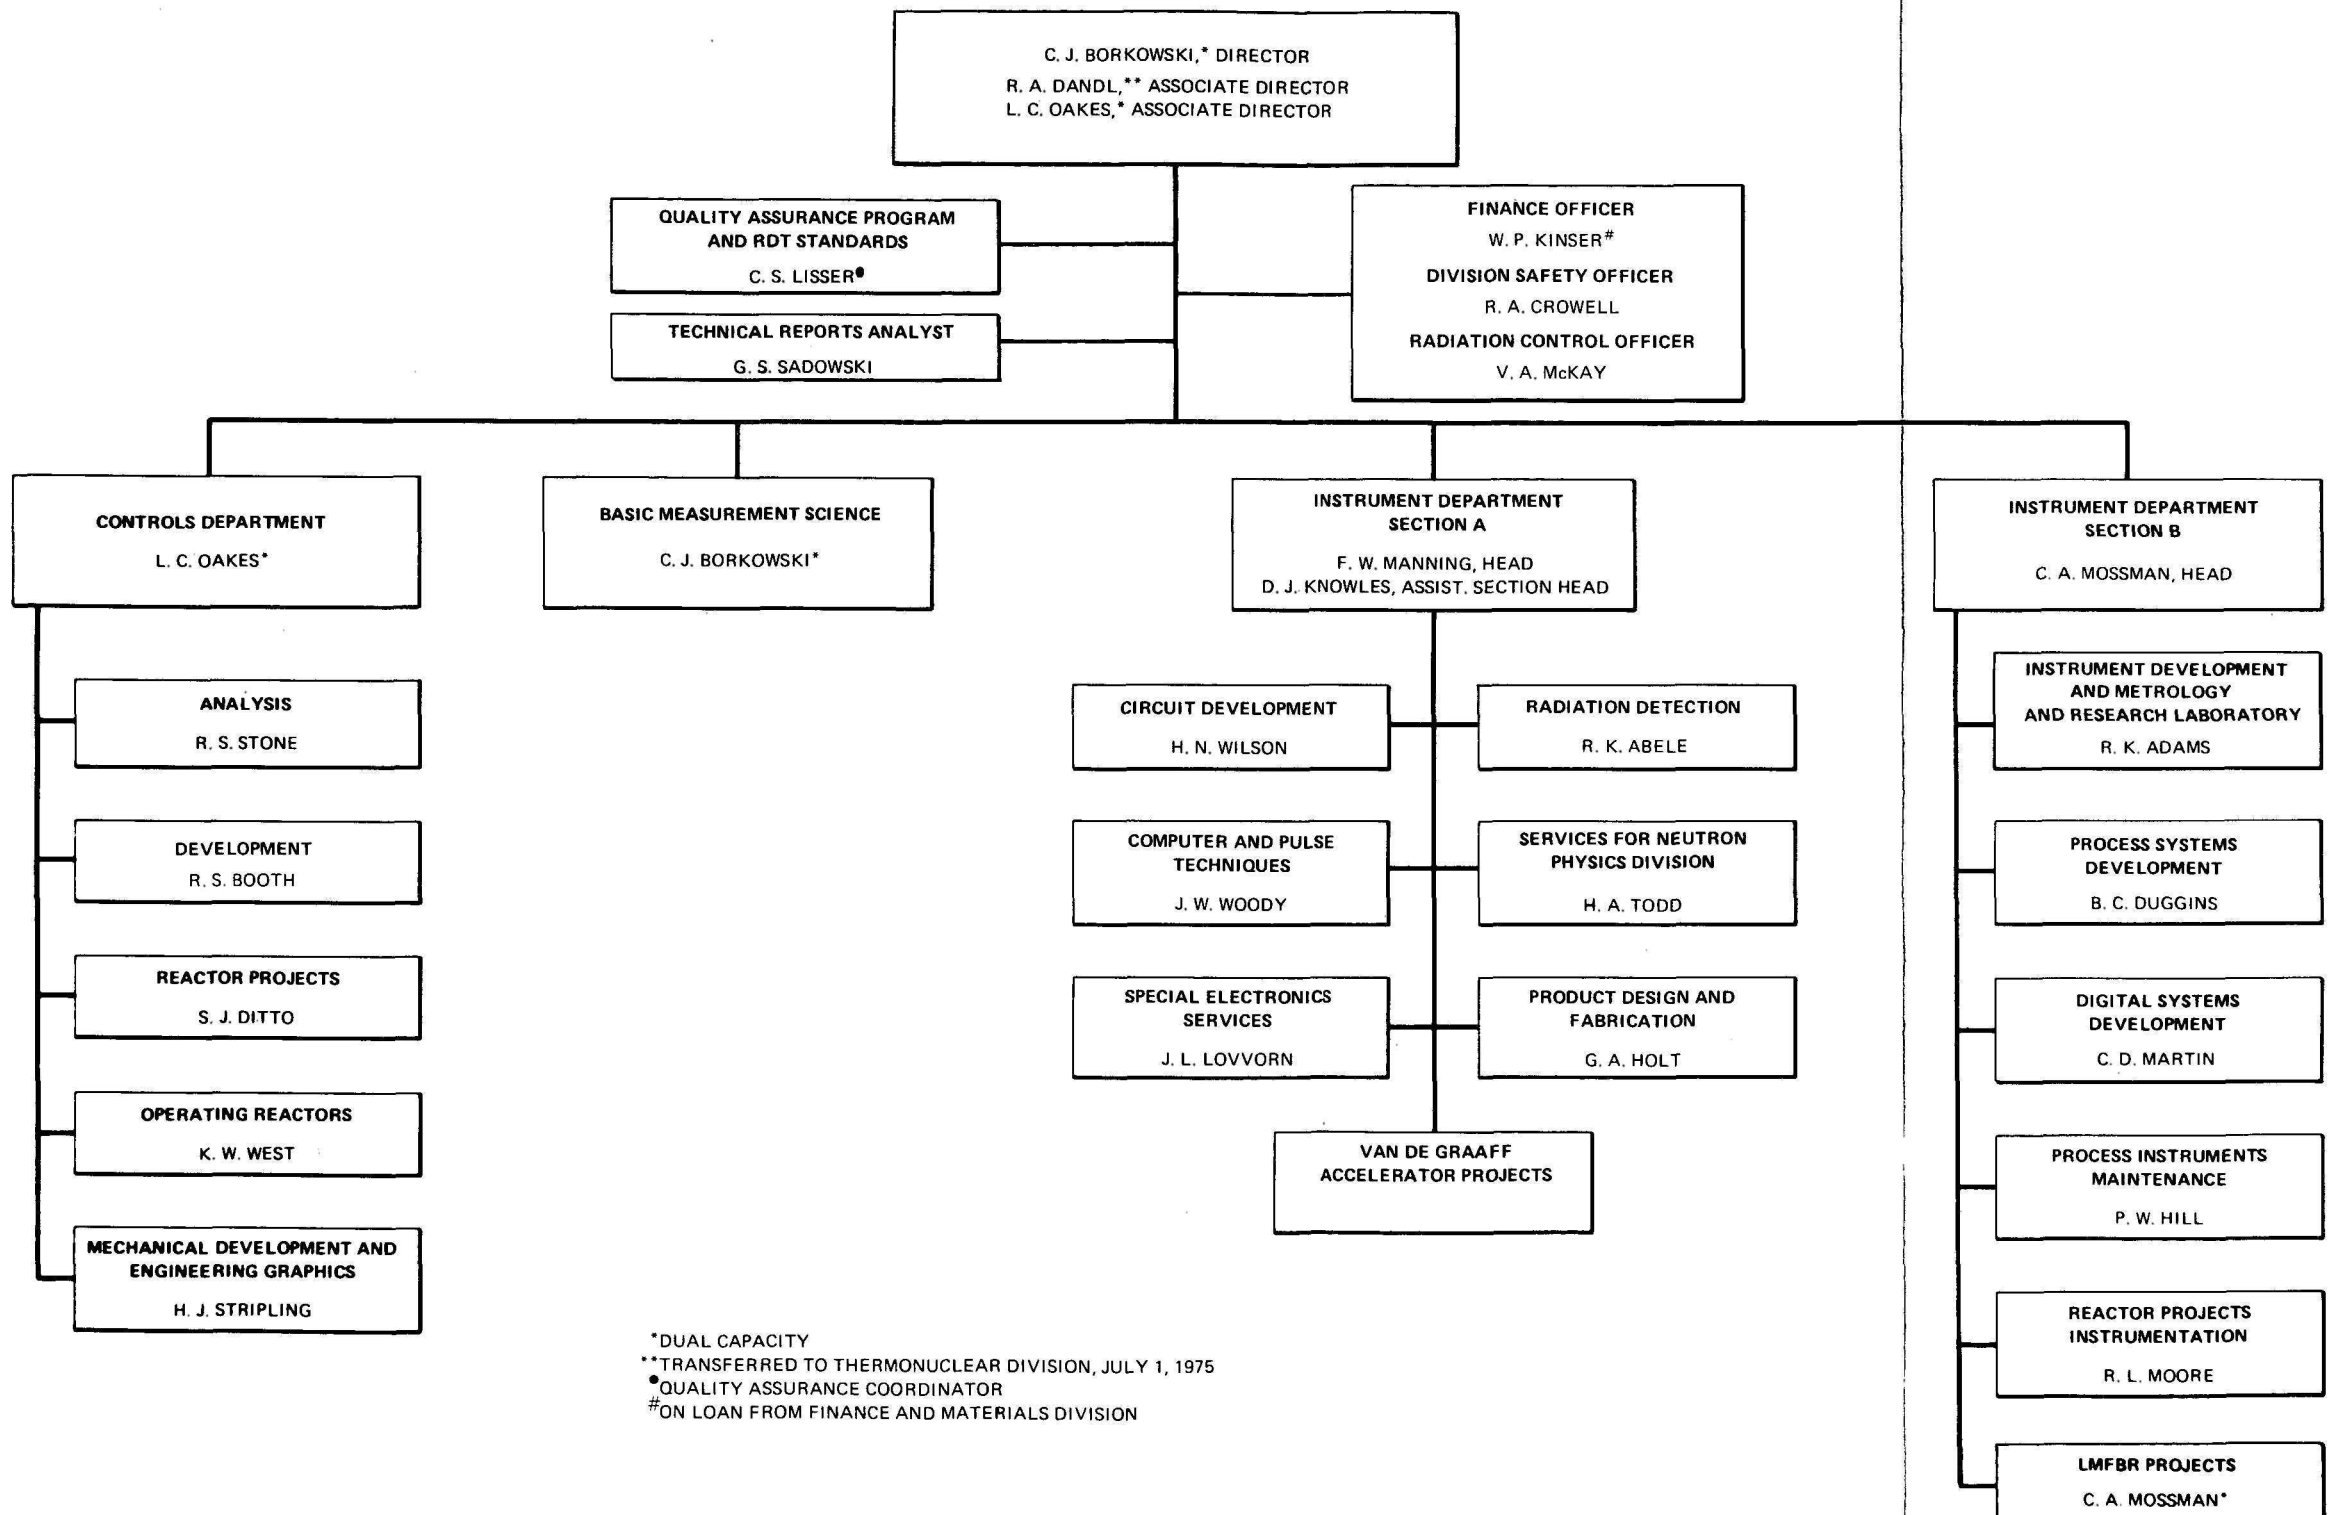 C. J. BORKOWSKI,* DIRECTOR
R. A. DANDL,** ASSOCIATE DIRECTOR
L. C. OAKES,* ASSOCIATE DIRECTOR
QUALITY ASSURANCE PROGRAM
AND RDT STANDARDS
C. S. LISSER●
TECHNICAL REPORTS ANALYST
G. S. SADOWSKI
FINANCE OFFICER
W. P. KINSER#
DIVISION SAFETY OFFICER
R. A. CROWELL
RADIATION CONTROL OFFICER
V. A. McKAY
CONTROLS DEPARTMENT
L. C. OAKES*
BASIC MEASUREMENT SCIENCE
C. J. BORKOWSKI*
INSTRUMENT DEPARTMENT
SECTION A
F. W. MANNING, HEAD
D. J. KNOWLES, ASSIST. SECTION HEAD
INSTRUMENT DEPARTMENT
SECTION B
C. A. MOSSMAN, HEAD
ANALYSIS
R. S. STONE
DEVELOPMENT
R. S. BOOTH
REACTOR PROJECTS
S. J. DITTO
OPERATING REACTORS
K. W. WEST
MECHANICAL DEVELOPMENT AND
ENGINEERING GRAPHICS
H. J. STRIPLING
CIRCUIT DEVELOPMENT
H. N. WILSON
RADIATION DETECTION
R. K. ABELE
COMPUTER AND PULSE
TECHNIQUES
J. W. WOODY
SERVICES FOR NEUTRON
PHYSICS DIVISION
H. A. TODD
SPECIAL ELECTRONICS
SERVICES
J. L. LOVVORN
PRODUCT DESIGN AND
FABRICATION
G. A. HOLT
VAN DE GRAAFF
ACCELERATOR PROJECTS
INSTRUMENT DEVELOPMENT
AND METROLOGY
AND RESEARCH LABORATORY
R. K. ADAMS
PROCESS SYSTEMS
DEVELOPMENT
B. C. DUGGINS
DIGITAL SYSTEMS
DEVELOPMENT
C. D. MARTIN
PROCESS INSTRUMENTS
MAINTENANCE
P. W. HILL
REACTOR PROJECTS
INSTRUMENTATION
R. L. MOORE
LMFBR PROJECTS
C. A. MOSSMAN*
*DUAL CAPACITY
**TRANSFERRED TO THERMONUCLEAR DIVISION, JULY 1, 1975
●QUALITY ASSURANCE COORDINATOR
#ON LOAN FROM FINANCE AND MATERIALS DIVISION